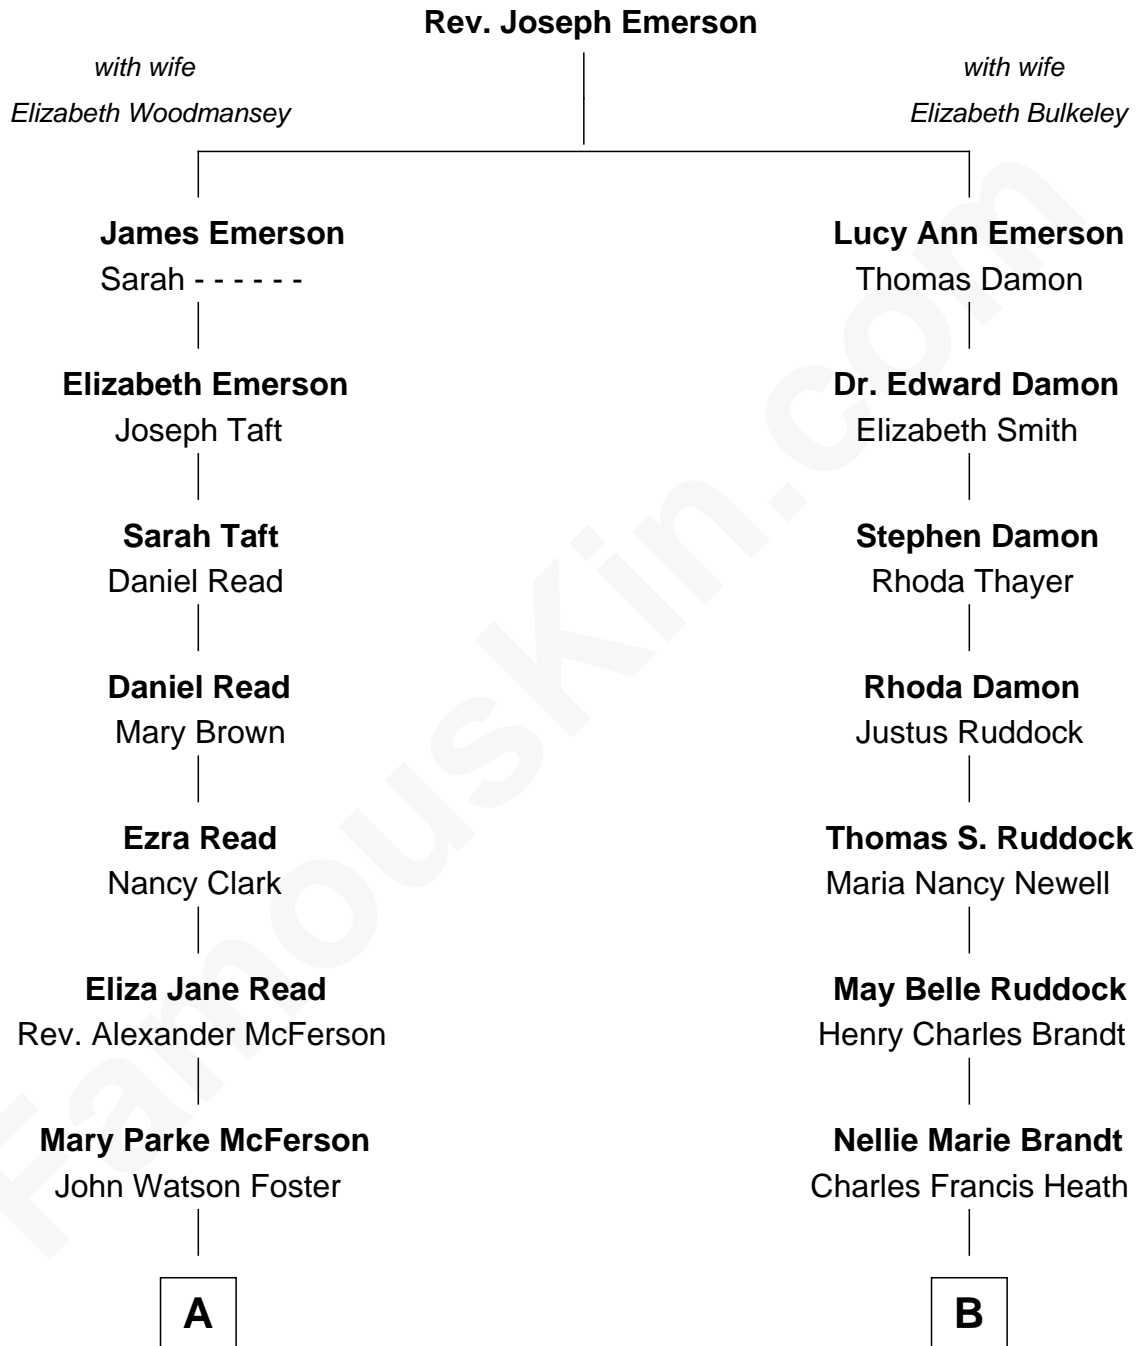 Rev. Joseph Emerson
with wife
Elizabeth Woodmansey
with wife
Elizabeth Bulkeley
James Emerson
Sarah - - - - - -
Lucy Ann Emerson
Thomas Damon
Elizabeth Emerson
Joseph Taft
Dr. Edward Damon
Elizabeth Smith
Sarah Taft
Daniel Read
Stephen Damon
Rhoda Thayer
Daniel Read
Mary Brown
Rhoda Damon
Justus Ruddock
Ezra Read
Nancy Clark
Thomas S. Ruddock
Maria Nancy Newell
Eliza Jane Read
Rev. Alexander McFerson
May Belle Ruddock
Henry Charles Brandt
Mary Parke McFerson
John Watson Foster
Nellie Marie Brandt
Charles Francis Heath
A
B
FamousKin.com